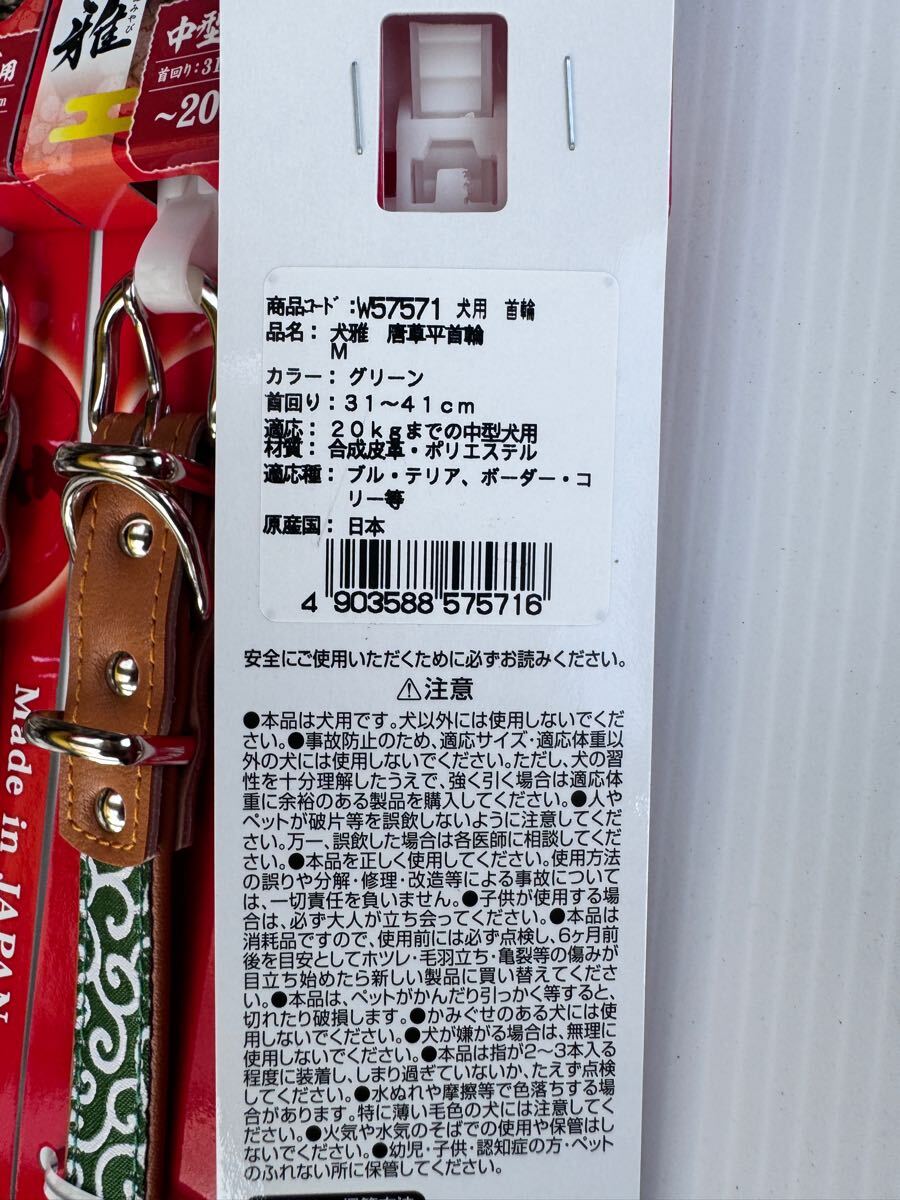 みやび
雅
中型
首回り:31
~20
用
Made in JAPAN
商品コード:W57571 犬用 首輪
品名: 犬雅 唐草平首輪
M
カラー: グリーン
首回り: 31~41cm
適応: 20kgまでの中型犬用
材質: 合成皮革・ポリエステル
適応種: ブル・テリア、ボーダー・コ
リー等
原産国: 日本
4 903588 575716
安全にご使用いただくために必ずお読みください。
⚠注意
●本品は犬用です。犬以外には使用しないでくだ
さい。●事故防止のため、適応サイズ・適応体重以
外の犬には使用しないでください。ただし、犬の習
性を十分理解したうえで、強く引く場合は適応体
重に余裕のある製品を購入してください。●人や
ペットが破片等を誤飲しないように注意してくだ
さい。万一、誤飲した場合は各医師に相談してくだ
さい。●本品を正しく使用してください。使用方法
の誤りや分解・修理・改造等による事故について
は、一切責任を負いません。●子供が使用する場
合は、必ず大人が立ち会ってください。●本品は
消耗品ですので、使用前には必ず点検し、6ヶ月前
後を目安としてホツレ・毛羽立ち・亀裂等の傷みが
目立ち始めたら新しい製品に買い替えてくださ
い。●本品は、ペットがかんだり引っかく等すると、
切れたり破損します。●かみぐせのある犬には使
用しないでください。●犬が嫌がる場合は、無理に
使用しないでください。●本品は指が2~3本入る
程度に装着し、しまり過ぎていないか、たえず点検
してください。●水ぬれや摩擦等で色落ちする場
合があります。特に薄い毛色の犬には注意してく
ださい。●火気や水気のそばでの使用や保管はし
ないでください。●幼児・子供・認知症の方・ペット
のふれない所に保管してください。